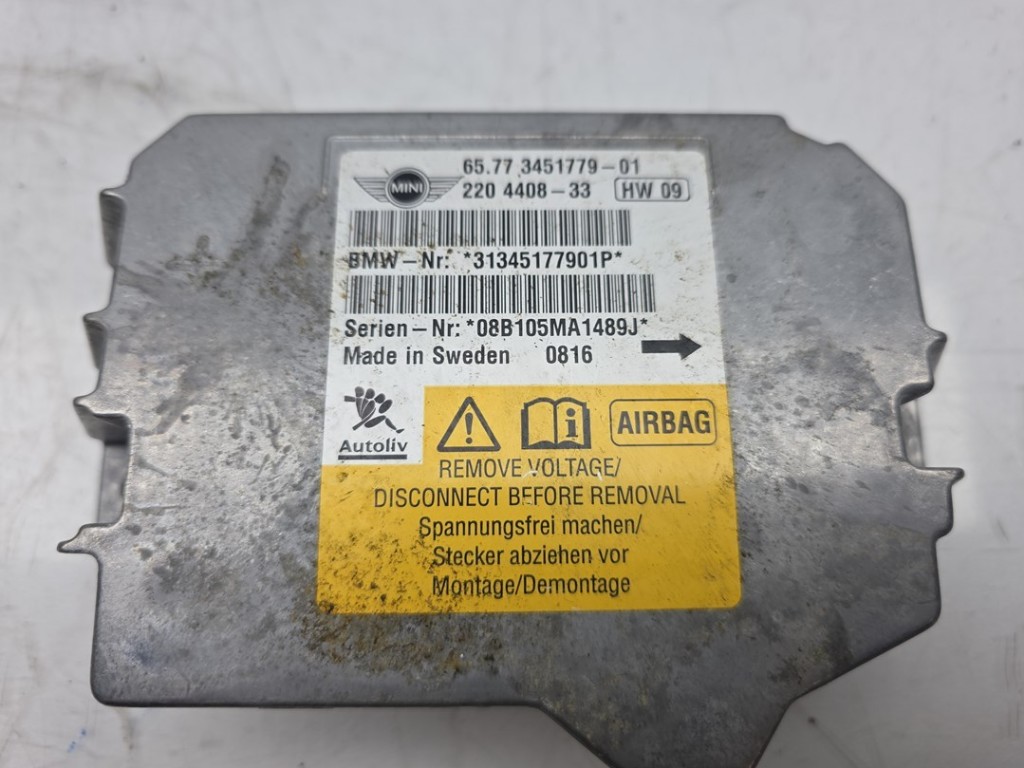 65.77 3451779-01
MINI
220 4408-33 HW 09
BMW-Nr: *31345177901P*
Serien-Nr: *08B105MA1489J*
Made in Sweden 0816
Autoliv
AIRBAG
REMOVE VOLTAGE/
DISCONNECT BEFORE REMOVAL
Spannungsfrei machen/
Stecker abziehen vor
Montage/Demontage